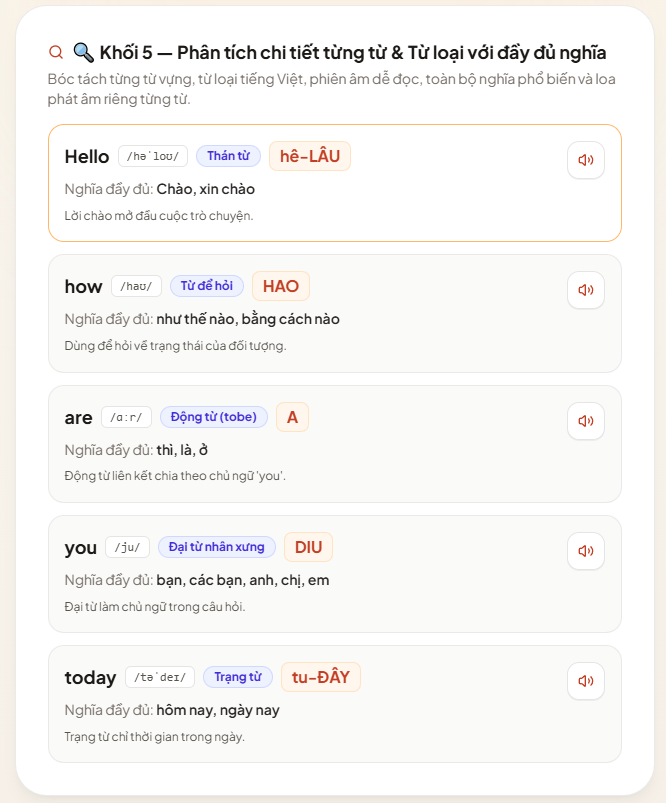 🔍 Khối 5 — Phân tích chi tiết từng từ & Từ loại với đầy đủ nghĩa
Bóc tách từng từ vựng, từ loại tiếng Việt, phiên âm dễ đọc, toàn bộ nghĩa phổ biến và loa
phát âm riêng từng từ.
Hello /həˈloʊ/ Thán từ hê-LÂU
Nghĩa đầy đủ: Chào, xin chào
Lời chào mở đầu cuộc trò chuyện.
how /haʊ/ Từ để hỏi HAO
Nghĩa đầy đủ: như thế nào, bằng cách nào
Dùng để hỏi về trạng thái của đối tượng.
are /ɑːr/ Động từ (tobe) A
Nghĩa đầy đủ: thì, là, ở
Động từ liên kết chia theo chủ ngữ 'you'.
you /ju/ Đại từ nhân xưng DIU
Nghĩa đầy đủ: bạn, các bạn, anh, chị, em
Đại từ làm chủ ngữ trong câu hỏi.
today /təˈdeɪ/ Trạng từ tu-ĐÂY
Nghĩa đầy đủ: hôm nay, ngày nay
Trạng từ chỉ thời gian trong ngày.